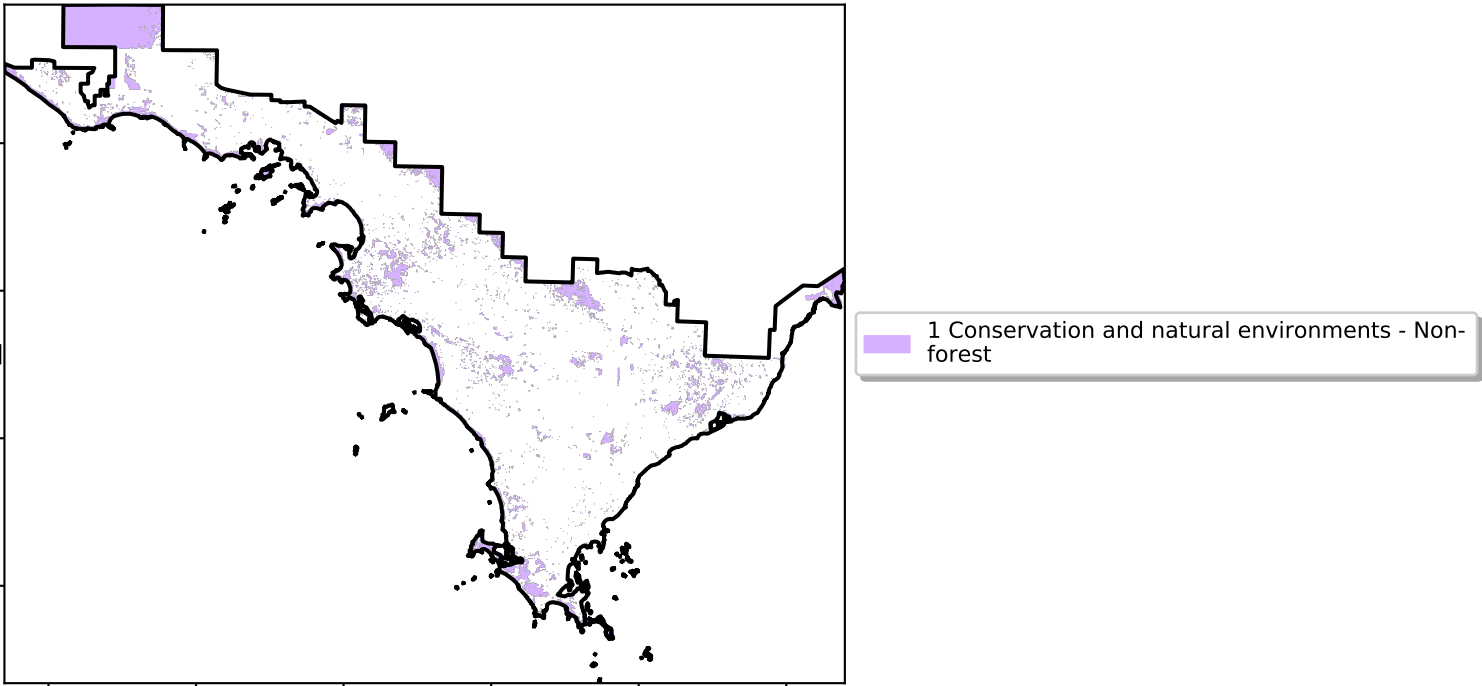 1 Conservation and natural environments - Non-
forest